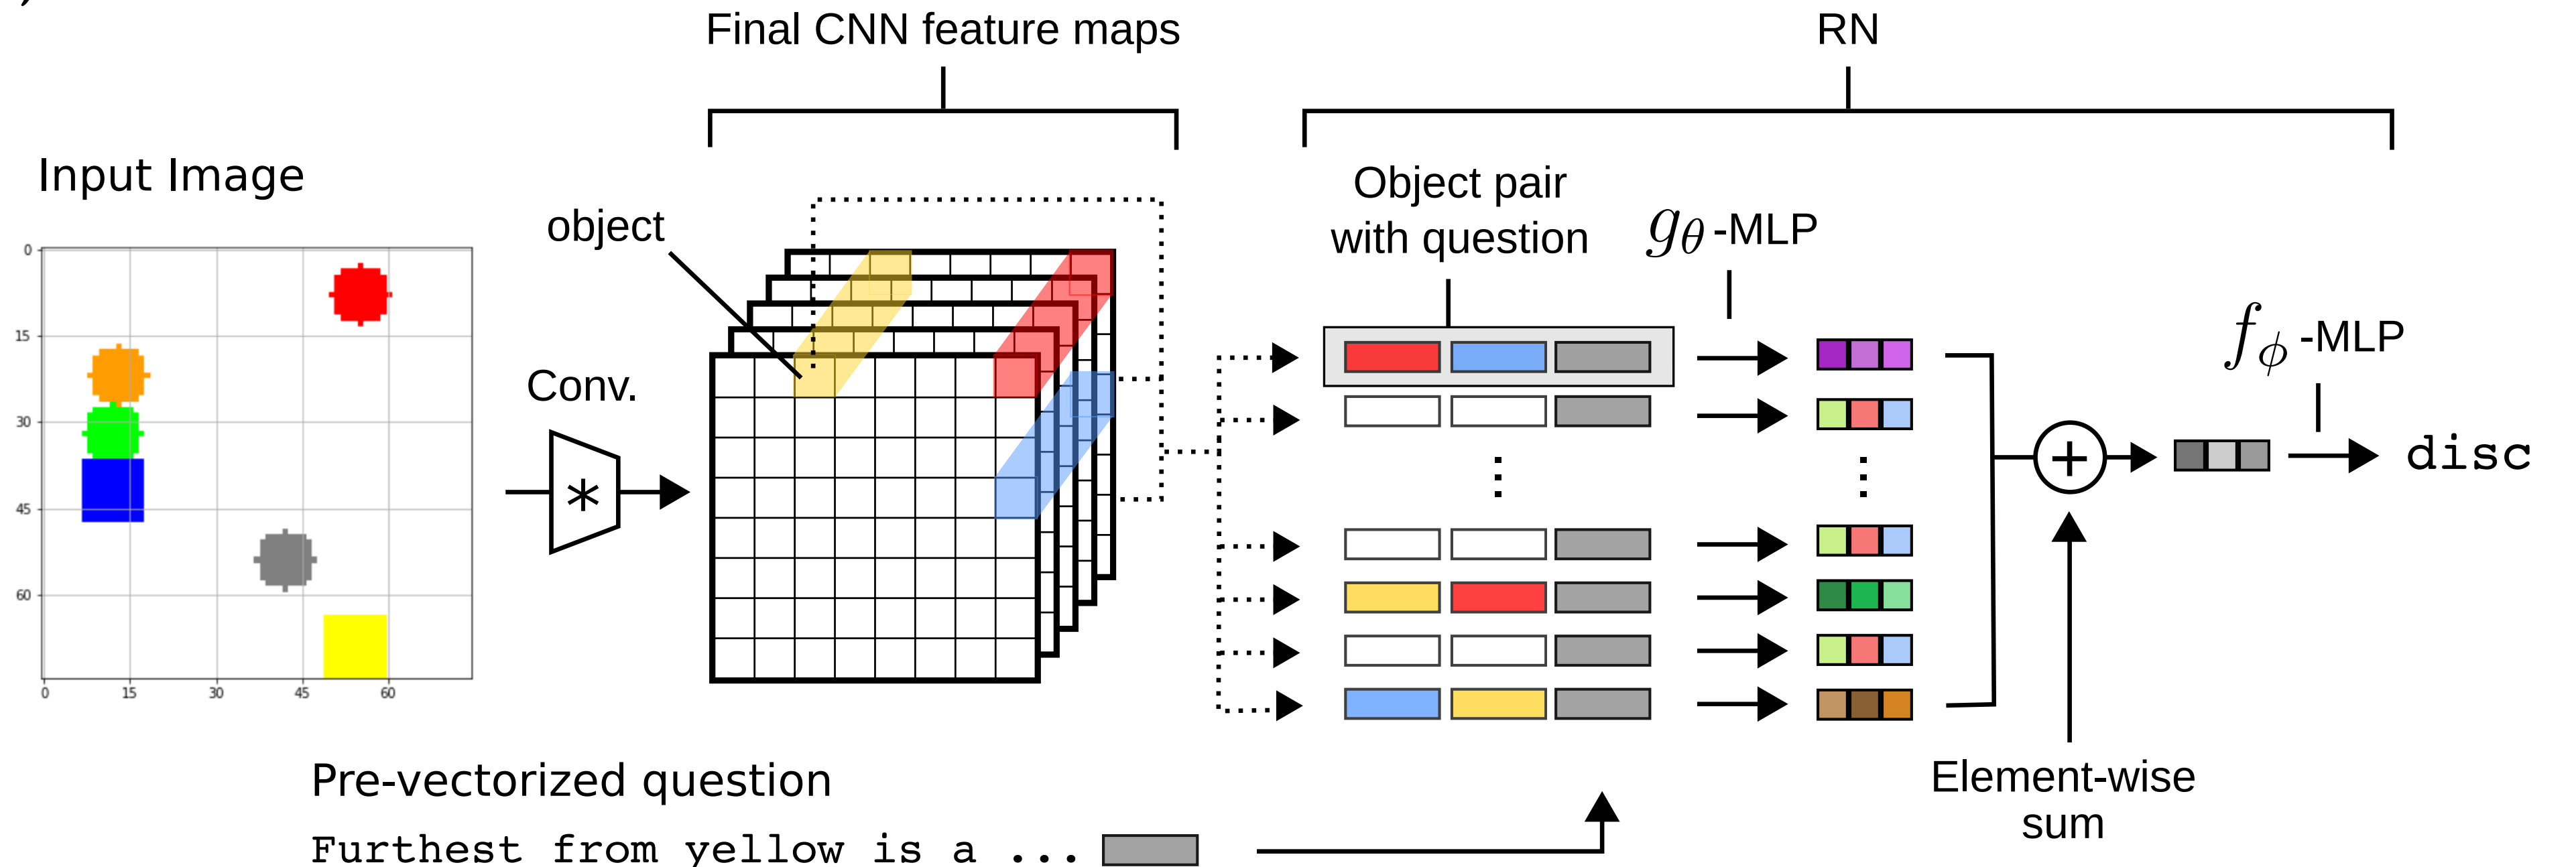 Final CNN feature maps
RN
Input Image
object
Object pair
with question
gθ -MLP
fϕ -MLP
Conv.
*
0
15
30
45
60
0
15
30
45
60
+
disc
Element-wise
sum
Pre-vectorized question
Furthest from yellow is a ...